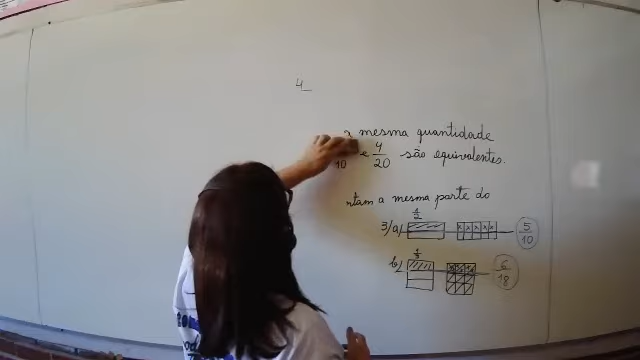 4_
a mesma quantidade
10 e 4/20 são equivalentes.
ntam a mesma parte do
1/2
3/a) 5/10
1/3
b) 6/18